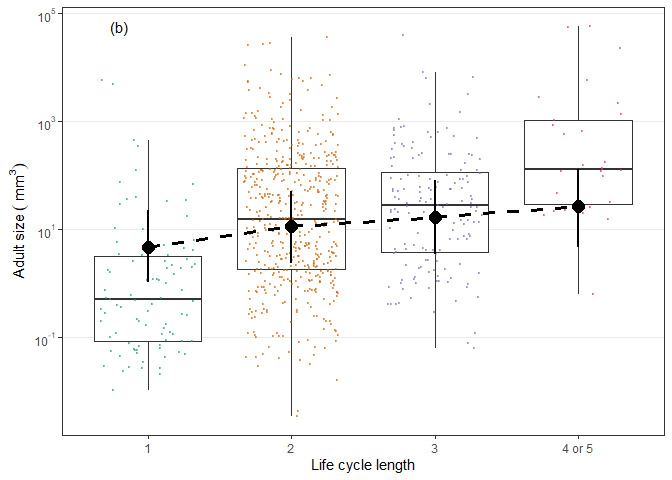 (b)
10^5
10^3
10^1
10^-1
Adult size ( mm^3)
1 2 3 4 or 5
Life cycle length